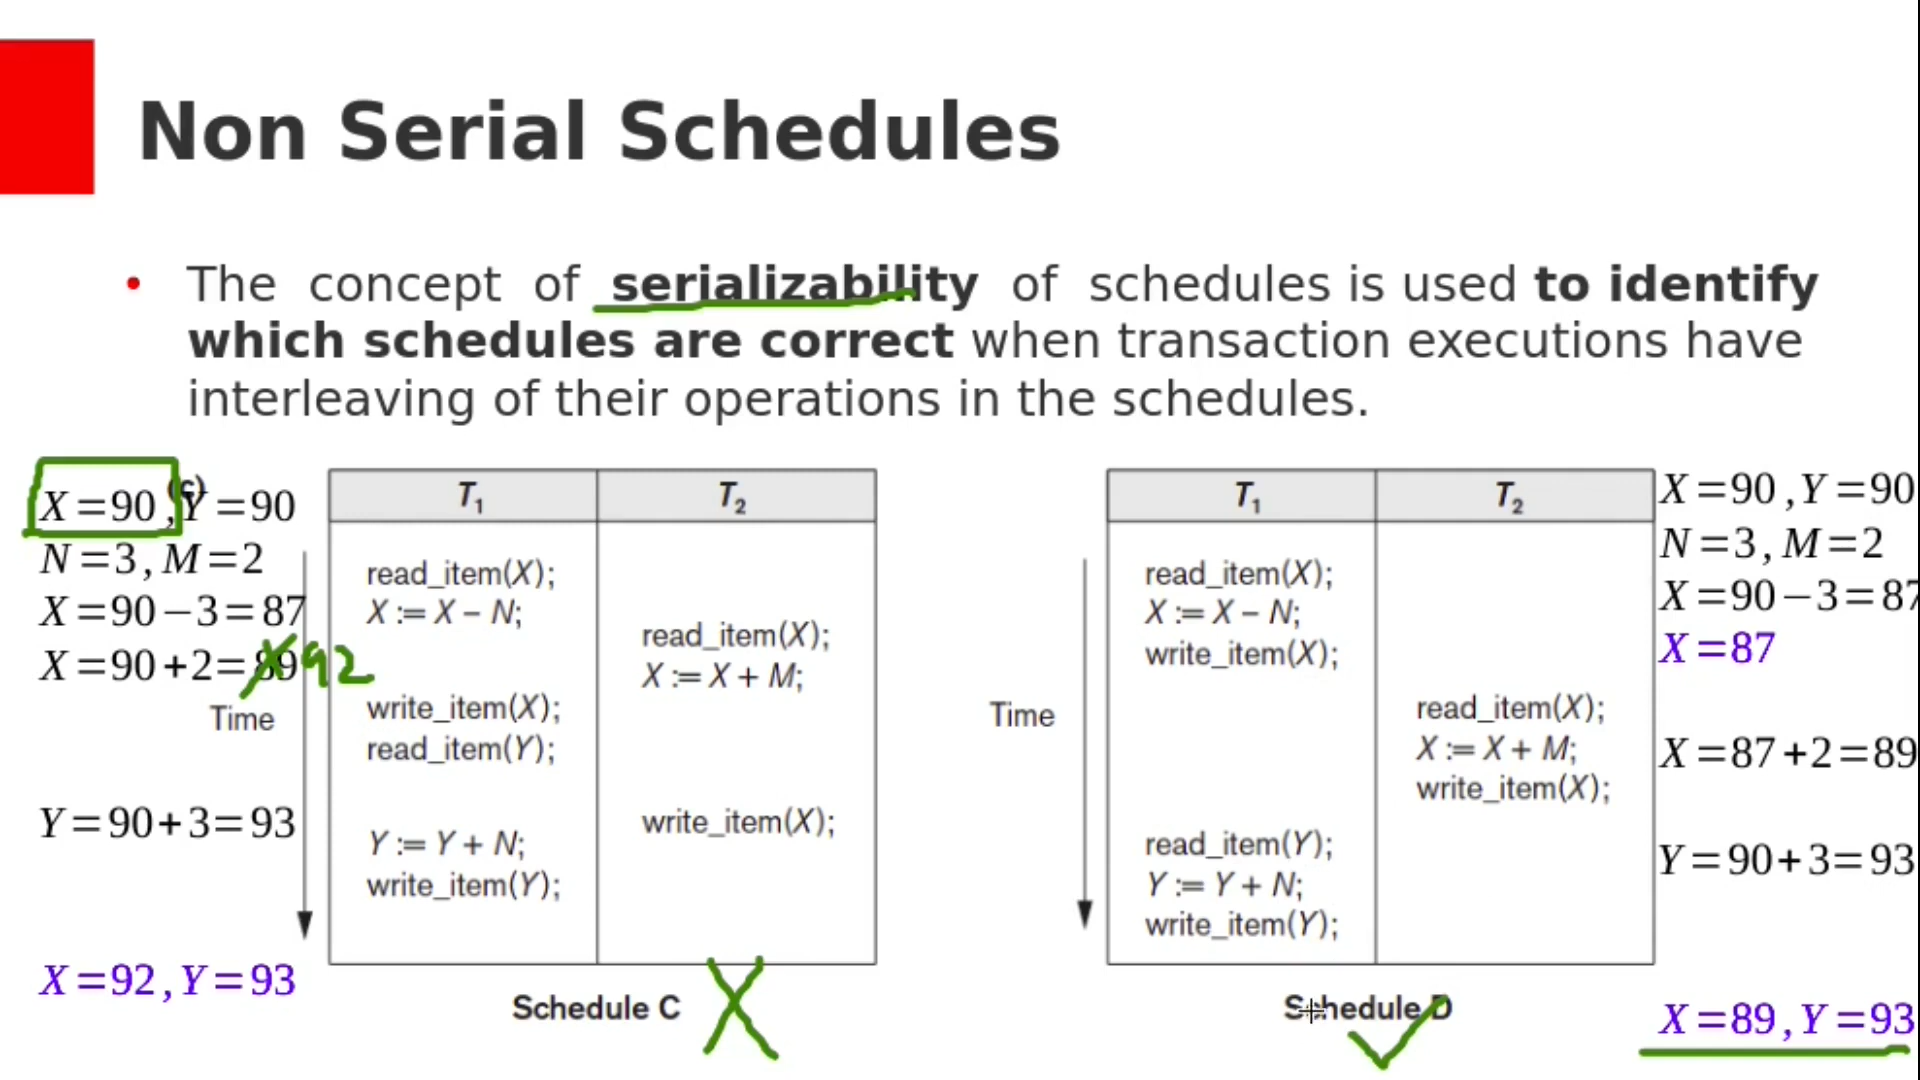 Non Serial Schedules
• The concept of serializability of schedules is used to identify
which schedules are correct when transaction executions have
interleaving of their operations in the schedules.
(c)
X=90, Y=90
N=3, M=2
X=90−3=87
X=90+2=89 92
Time
Y=90+3=93
X=92, Y=93
T1 T2
read_item(X);
X := X − N;
read_item(X);
X := X + M;
write_item(X);
read_item(Y);
write_item(X);
Y := Y + N;
write_item(Y);
Schedule C X
Time
T1 T2
read_item(X);
X := X − N;
write_item(X);
read_item(X);
X := X + M;
write_item(X);
read_item(Y);
Y := Y + N;
write_item(Y);
Schedule D
X=90, Y=90
N=3, M=2
X=90−3=87
X=87
X=87+2=89
Y=90+3=93
X=89, Y=93